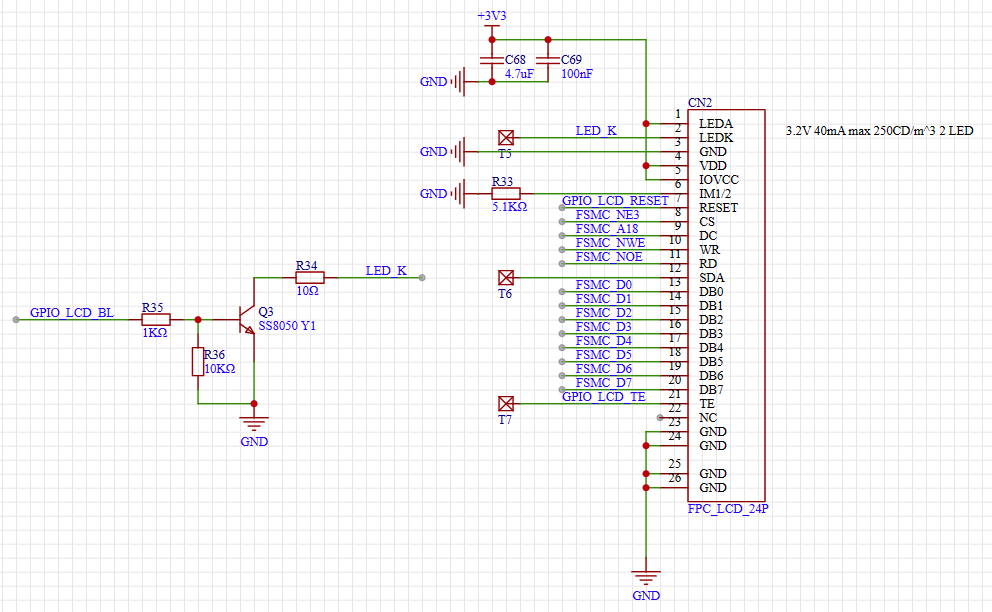 +3V3
C68
4.7uF
C69
100nF
GND
CN2
3.2V 40mA max 250CD/m^3 2 LED
1 LEDA
LED_K
T5
2 LEDK
GND
3 GND
4 VDD
5 IOVCC
GND
R33
5.1KΩ
6 IM1/2
GPIO_LCD_RESET
7 RESET
FSMC_NE3
8 CS
FSMC_A18
9 DC
FSMC_NWE
10 WR
FSMC_NOE
11 RD
T6
12 SDA
FSMC_D0
13 DB0
FSMC_D1
14 DB1
FSMC_D2
15 DB2
FSMC_D3
16 DB3
FSMC_D4
17 DB4
FSMC_D5
18 DB5
FSMC_D6
19 DB6
FSMC_D7
20 DB7
GPIO_LCD_TE
T7
21 TE
22 NC
23 GND
24 GND
25 GND
26 GND
FPC_LCD_24P
GND
GPIO_LCD_BL
R35
1KΩ
R36
10KΩ
Q3
SS8050 Y1
R34
10Ω
LED_K
GND